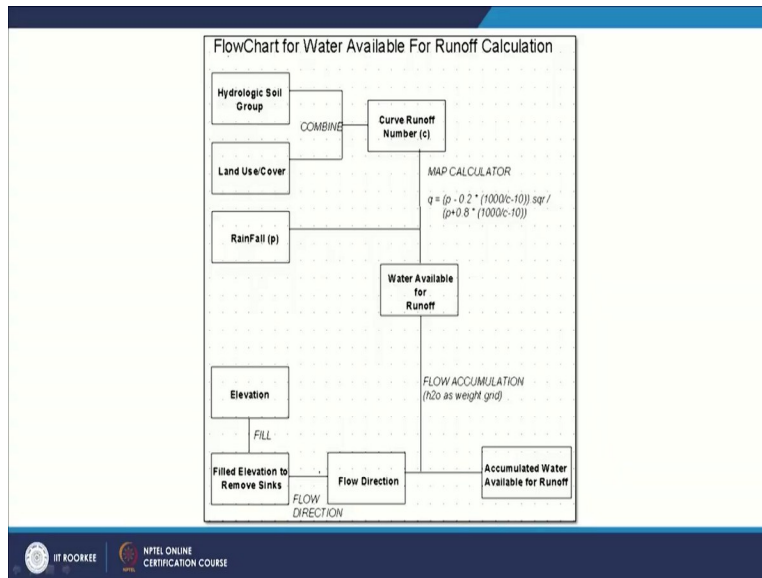 FlowChart for Water Available For Runoff Calculation
Hydrologic Soil
Group
COMBINE
Curve Runoff
Number (c)
Land Use/Cover
MAP CALCULATOR
q = (p - 0.2 * (1000/c-10)) sqr /
(p+0.8 * (1000/c-10))
RainFall (p)
Water Available
for
Runoff
Elevation
FLOW ACCUMULATION
(h2o as weight grid)
FILL
Filled Elevation to
Remove Sinks
FLOW
DIRECTION
Flow Direction
Accumulated Water
Available for Runoff
IIT ROORKEE
NPTEL ONLINE
CERTIFICATION COURSE
NPTEL